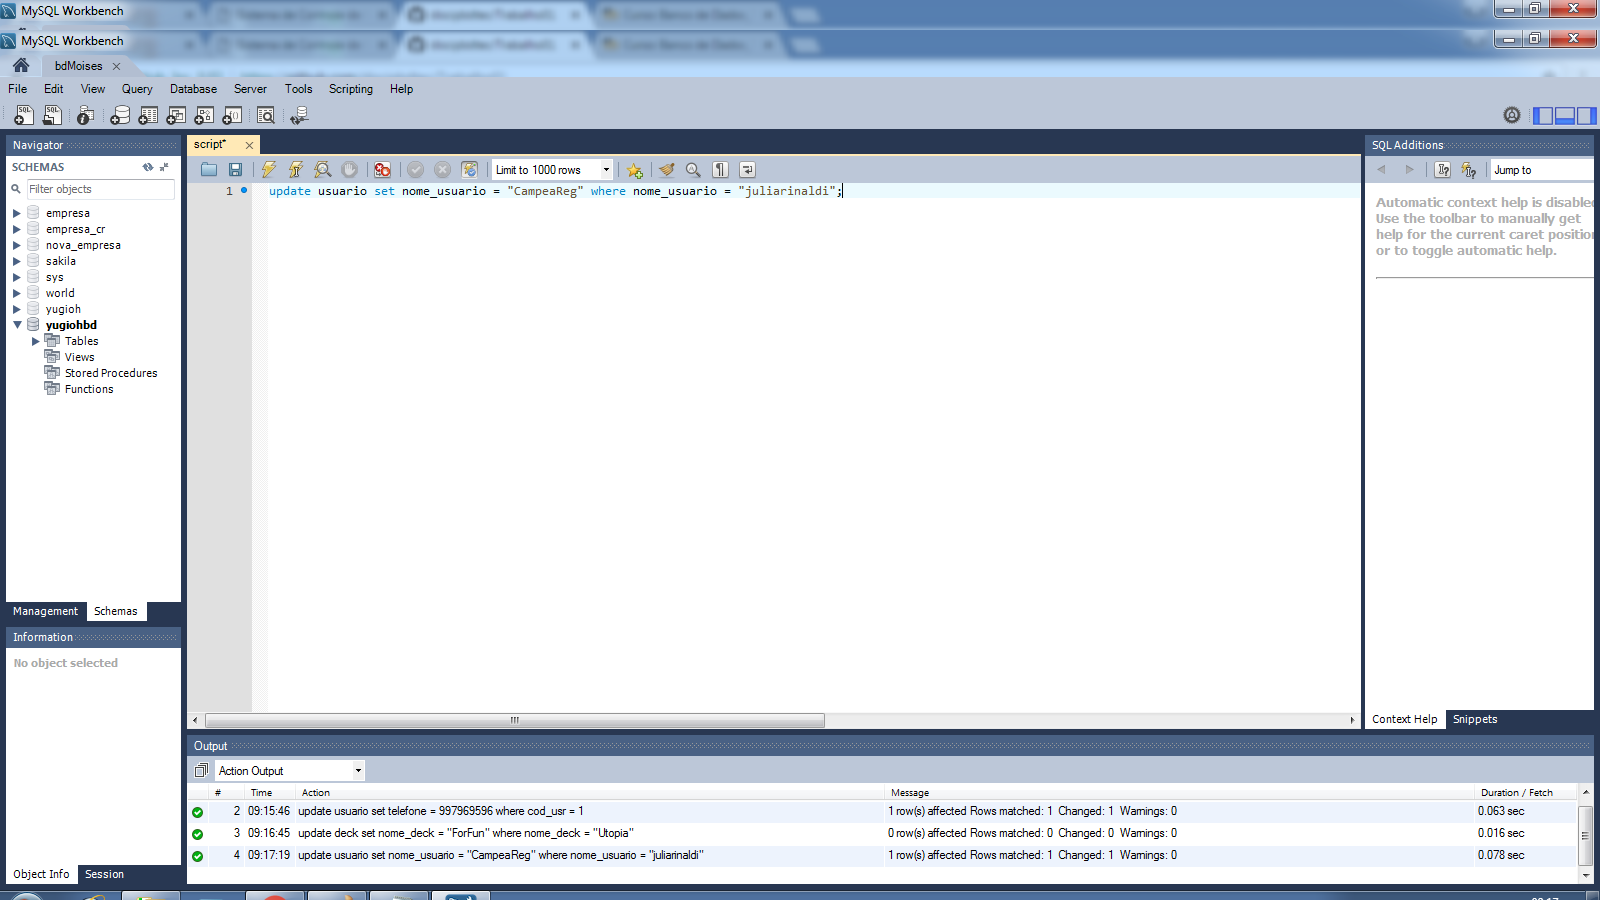 MySQL Workbench
MySQL Workbench
bdMoises
File Edit View Query Database Server Tools Scripting Help
Navigator
SCHEMAS
Filter objects
empresa
empresa_cr
nova_empresa
sakila
sys
world
yugioh
yugiohbd
Tables
Views
Stored Procedures
Functions
Management Schemas
Information
No object selected
Object Info Session
script*
Limit to 1000 rows
1 update usuario set nome_usuario = "CampeaReg" where nome_usuario = "juliarinaldi";
SQL Additions
Jump to
Automatic context help is disabled
Use the toolbar to manually get
help for the current caret position
or to toggle automatic help.
Context Help Snippets
Output
Action Output
# Time Action Message Duration / Fetch
2 09:15:46 update usuario set telefone = 997969596 where cod_usr = 1 1 row(s) affected Rows matched: 1 Changed: 1 Warnings: 0 0.063 sec
3 09:16:45 update deck set nome_deck = "ForFun" where nome_deck = "Utopia" 0 row(s) affected Rows matched: 0 Changed: 0 Warnings: 0 0.016 sec
4 09:17:19 update usuario set nome_usuario = "CampeaReg" where nome_usuario = "juliarinaldi" 1 row(s) affected Rows matched: 1 Changed: 1 Warnings: 0 0.078 sec